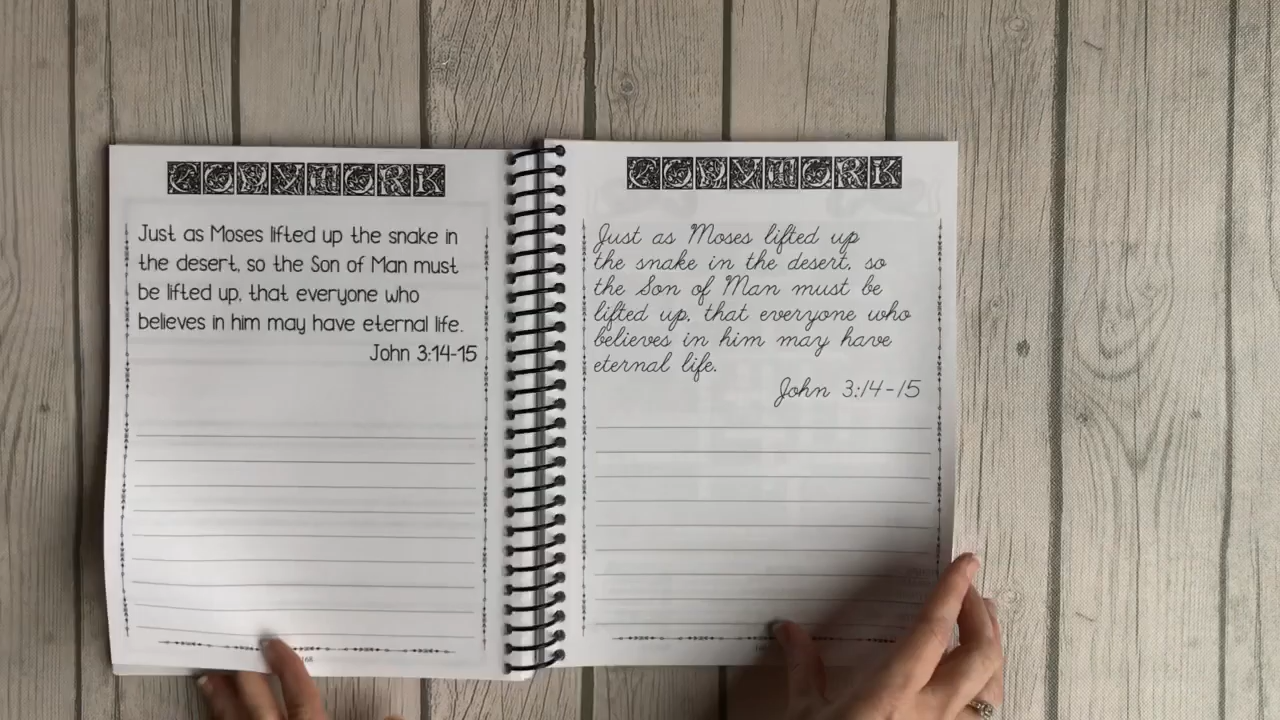 COPYWORK
Just as Moses lifted up the snake in
the desert, so the Son of Man must
be lifted up, that everyone who
believes in him may have eternal life.
John 3:14-15
168
COPYWORK
Just as Moses lifted up
the snake in the desert, so
the Son of Man must be
lifted up, that everyone who
believes in him may have
eternal life.
John 3:14-15